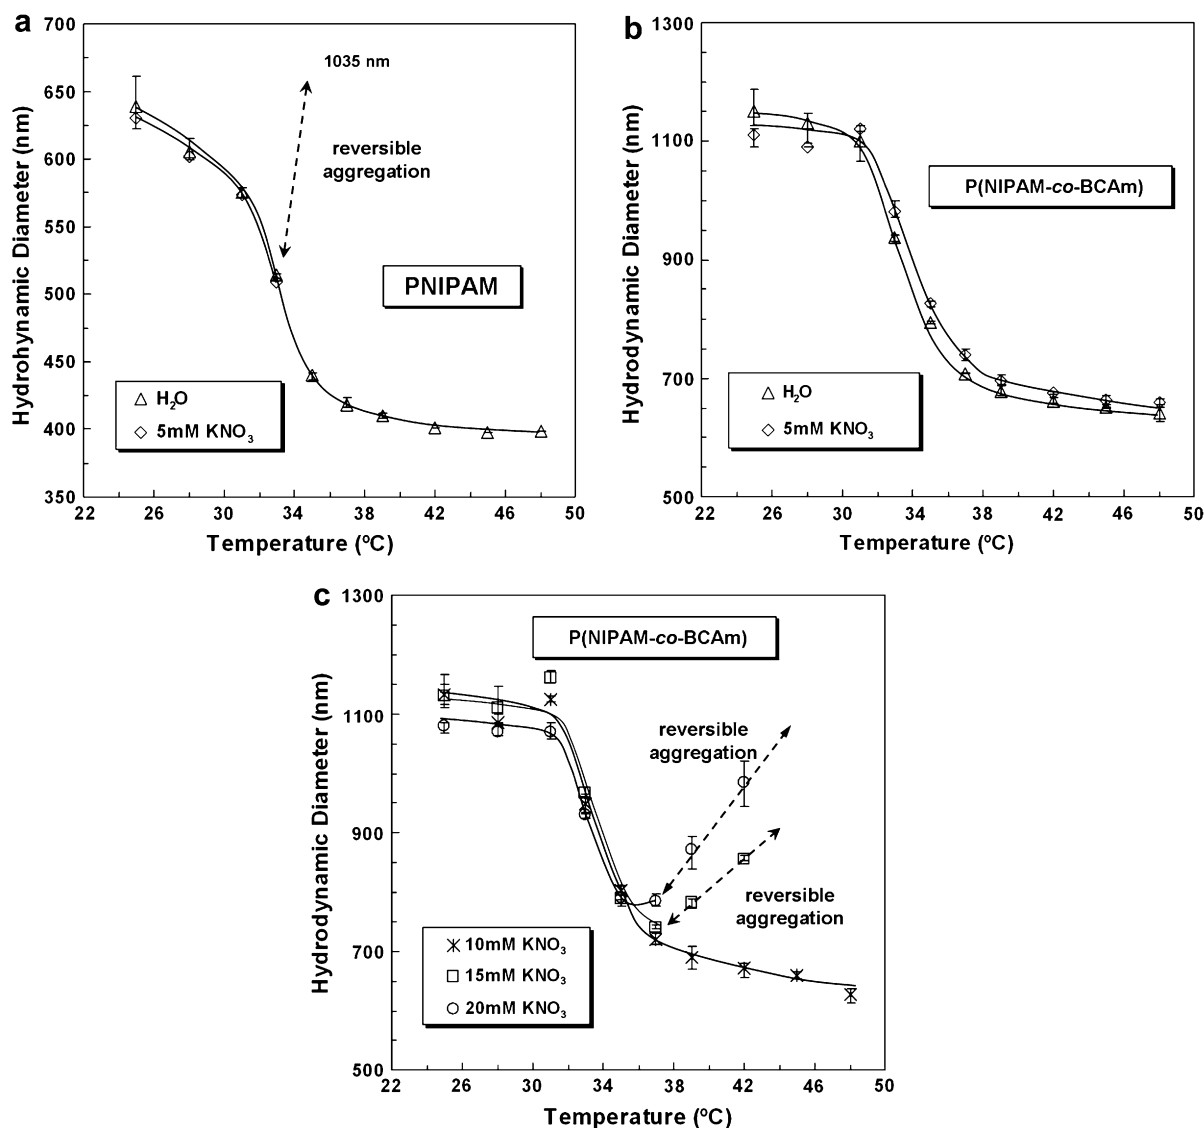 a
700
650
600
550
500
450
400
350
Hydrohynamic Diameter (nm)
1035 nm
reversible
aggregation
PNIPAM
H₂O
5mM KNO₃
22 26 30 34 38 42 46 50
Temperature (ºC)
b
1300
1100
900
700
500
Hydrodynamic Diameter (nm)
P(NIPAM-co-BCAm)
H₂O
5mM KNO₃
22 26 30 34 38 42 46 50
Temperature (ºC)
c
1300
1100
900
700
500
Hydrodynamic Diameter (nm)
P(NIPAM-co-BCAm)
reversible
aggregation
reversible
aggregation
10mM KNO₃
15mM KNO₃
20mM KNO₃
22 26 30 34 38 42 46 50
Temperature (ºC)